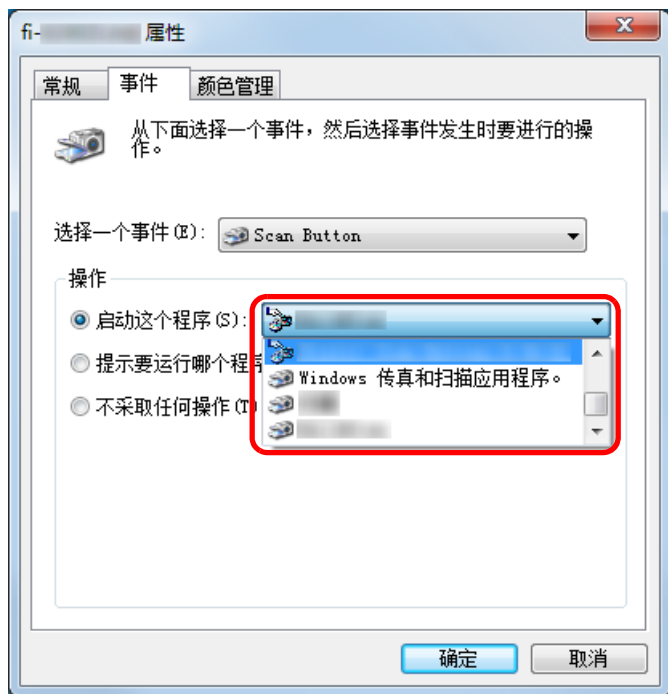 fi- 属性
常规 事件 颜色管理
从下面选择一个事件，然后选择事件发生时要进行的操
作。
选择一个事件(E): Scan Button
操作
启动这个程序(S):
提示要运行哪个程序
Windows 传真和扫描应用程序。
不采取任何操作(T)
确定 取消